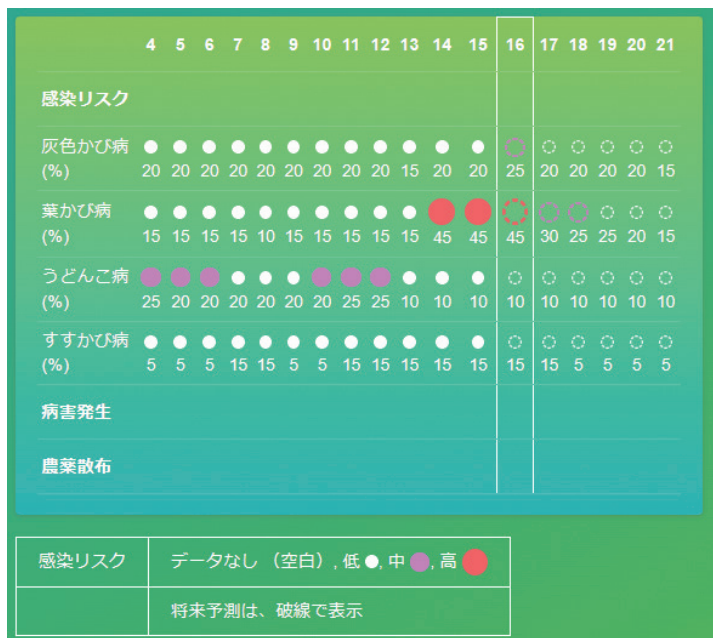 4 5 6 7 8 9 10 11 12 13 14 15 16 17 18 19 20 21
感染リスク
灰色かび病
(%) 20 20 20 20 20 20 20 20 20 15 20 20 25 20 20 20 20 15
葉かび病
(%) 15 15 15 15 10 15 15 15 15 15 45 45 45 30 25 25 20 15
うどんこ病
(%) 25 20 20 20 20 20 20 25 25 10 10 10 10 10 10 10 10 10
すすかび病
(%) 5 5 5 15 15 5 5 15 15 15 15 15 15 15 5 5 5 5
病害発生
農薬散布
感染リスク データなし （空白）, 低 , 中 , 高
将来予測は、破線で表示